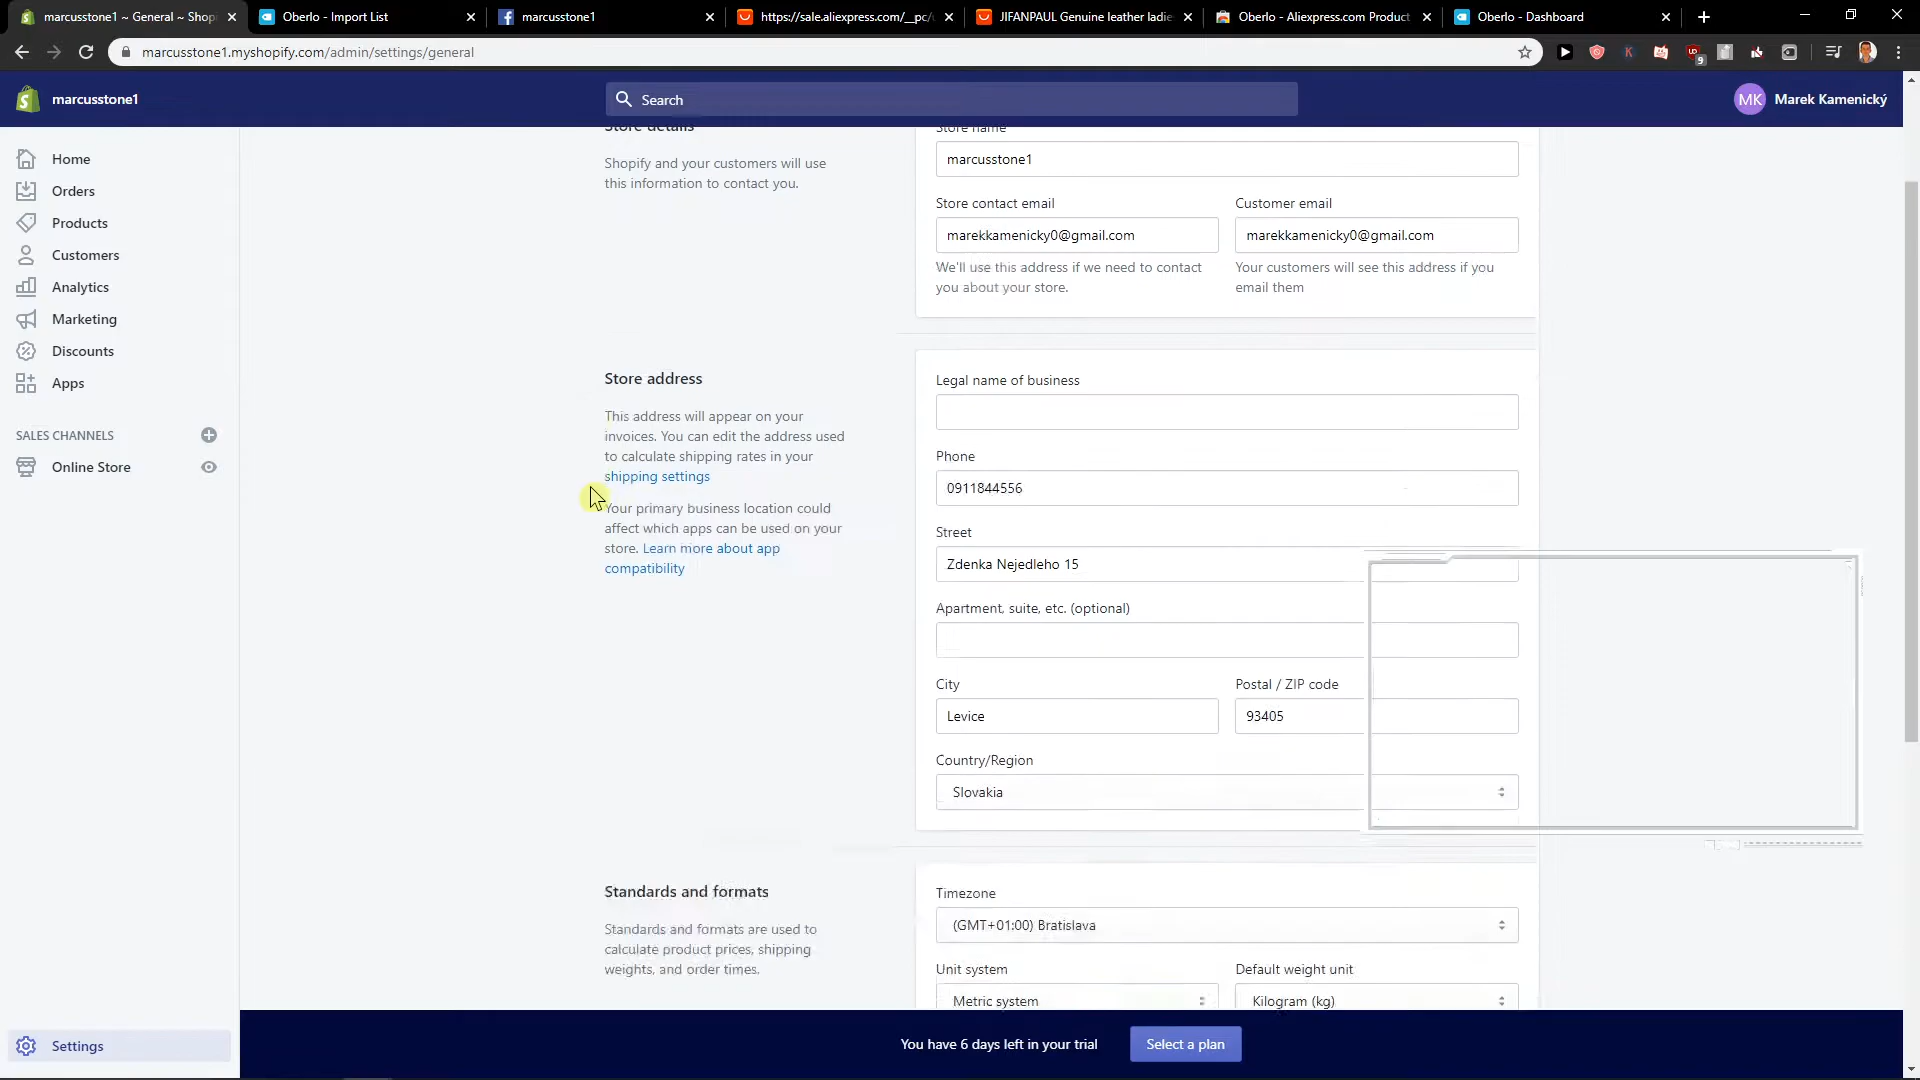 marcusstone1 ~ General ~ Shop
Oberlo - Import List
marcusstone1
https://sale.aliexpress.com/__pc/
JIFANPAUL Genuine leather ladie
Oberlo - Aliexpress.com Product
Oberlo - Dashboard
marcusstone1.myshopify.com/admin/settings/general
9
marcusstone1
Search
MK
Marek Kamenický
Home
Orders
Products
Customers
Analytics
Marketing
Discounts
Apps
SALES CHANNELS
Online Store
Settings
Store details
Shopify and your customers will use
this information to contact you.
Store name
marcusstone1
Store contact email
Customer email
marekkamenicky0@gmail.com
marekkamenicky0@gmail.com
We'll use this address if we need to contact
you about your store.
Your customers will see this address if you
email them
Store address
This address will appear on your
invoices. You can edit the address used
to calculate shipping rates in your
shipping settings
Your primary business location could
affect which apps can be used on your
store. Learn more about app
compatibility
Legal name of business
Phone
0911844556
Street
Zdenka Nejedleho 15
Apartment, suite, etc. (optional)
City
Postal / ZIP code
Levice
93405
Country/Region
Slovakia
Standards and formats
Standards and formats are used to
calculate product prices, shipping
weights, and order times.
Timezone
(GMT+01:00) Bratislava
Unit system
Default weight unit
Metric system
Kilogram (kg)
You have 6 days left in your trial
Select a plan